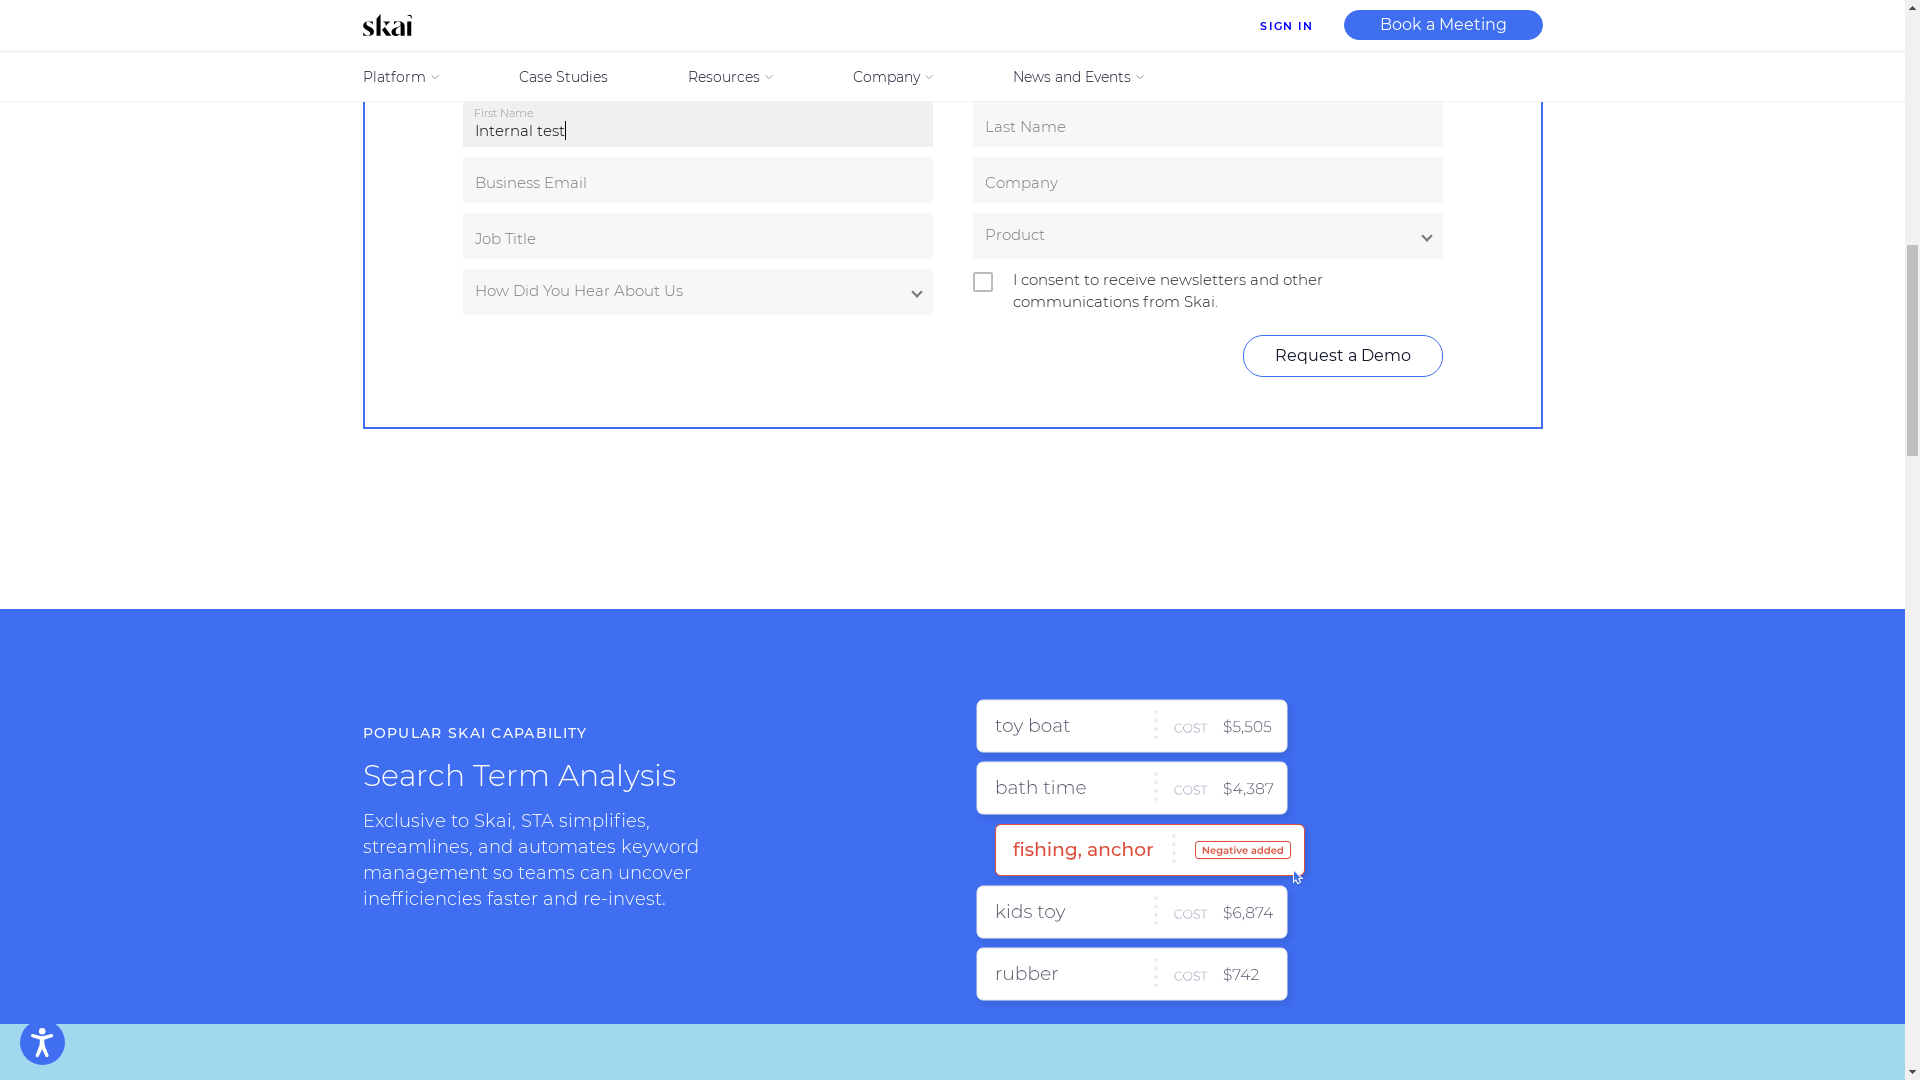 skai
SIGN IN
Book a Meeting
Platform
Case Studies
Resources
Company
News and Events
First Name
Internal test
Last Name
Business Email
Company
Job Title
Product
How Did You Hear About Us
I consent to receive newsletters and other
communications from Skai.
Request a Demo
POPULAR SKAI CAPABILITY
Search Term Analysis
Exclusive to Skai, STA simplifies,
streamlines, and automates keyword
management so teams can uncover
inefficiencies faster and re-invest.
toy boat COST $5,505
bath time COST $4,387
fishing, anchor Negative added
kids toy COST $6,874
rubber COST $742